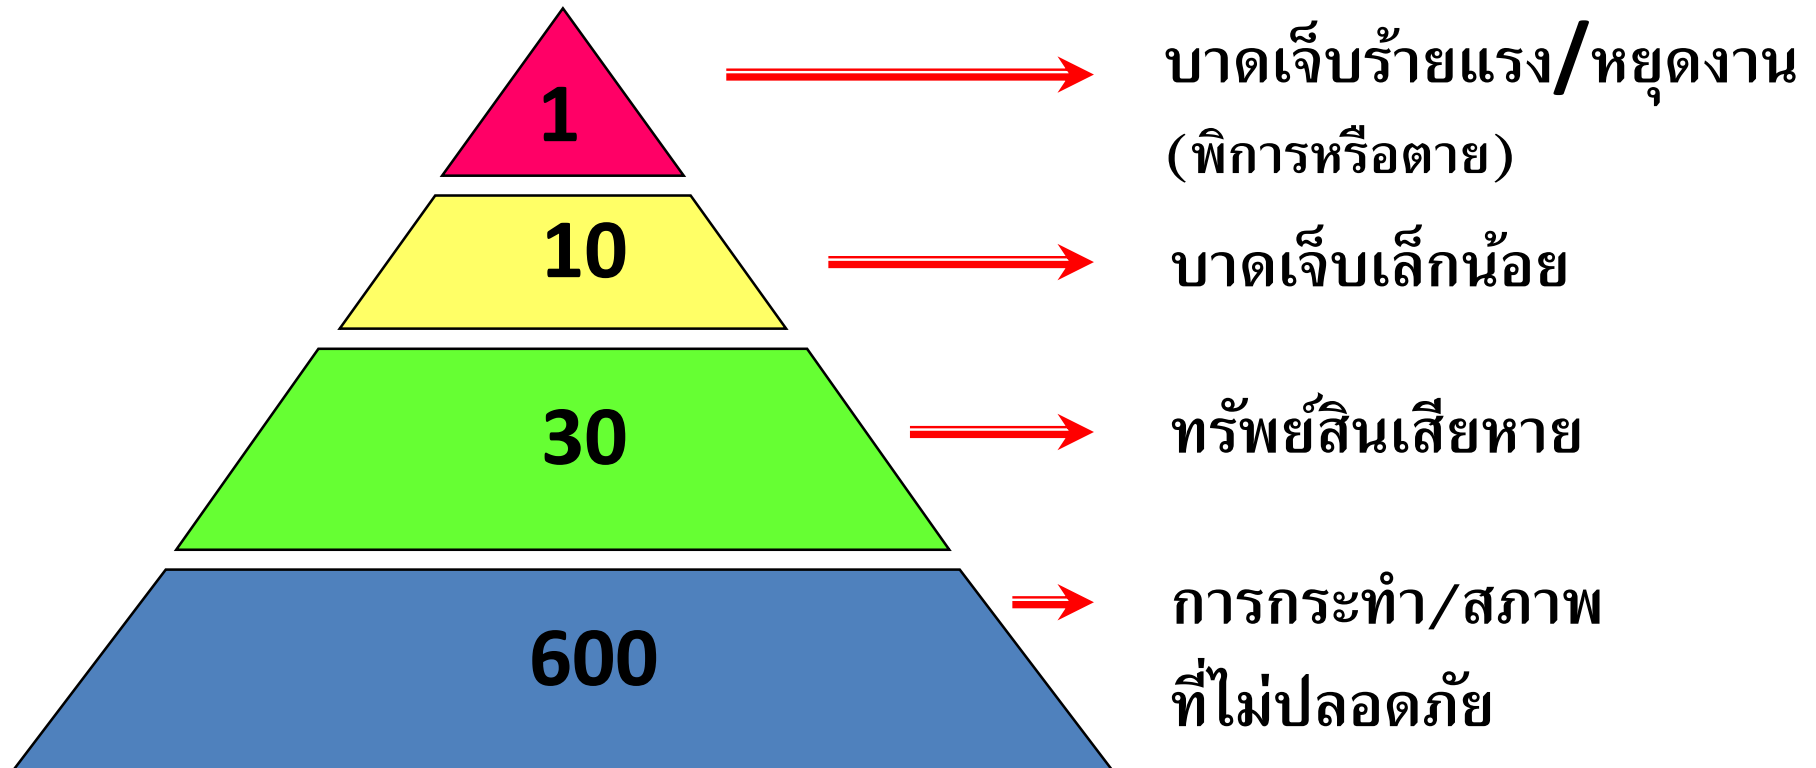 1
บาดเจ็บร้ายแรง/หยุดงาน
(พิการหรือตาย)
10
บาดเจ็บเล็กน้อย
30
ทรัพย์สินเสียหาย
600
การกระทำ/สภาพ
ที่ไม่ปลอดภัย